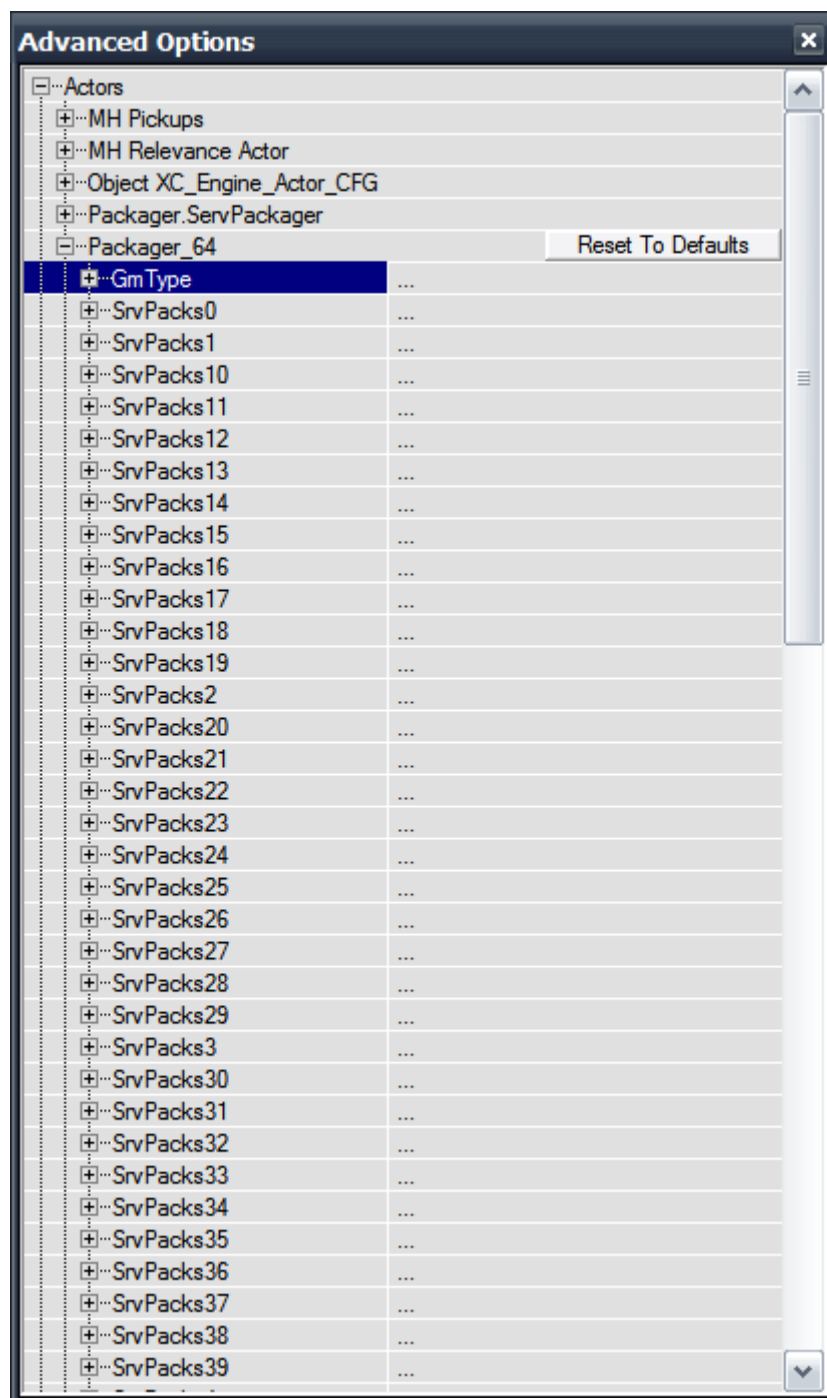 Advanced Options
Actors
MH Pickups
MH Relevance Actor
Object XC_Engine_Actor_CFG
Packager.ServPackager
Packager_64 Reset To Defaults
GmType ...
SrvPacks0 ...
SrvPacks1 ...
SrvPacks10 ...
SrvPacks11 ...
SrvPacks12 ...
SrvPacks13 ...
SrvPacks14 ...
SrvPacks15 ...
SrvPacks16 ...
SrvPacks17 ...
SrvPacks18 ...
SrvPacks19 ...
SrvPacks2 ...
SrvPacks20 ...
SrvPacks21 ...
SrvPacks22 ...
SrvPacks23 ...
SrvPacks24 ...
SrvPacks25 ...
SrvPacks26 ...
SrvPacks27 ...
SrvPacks28 ...
SrvPacks29 ...
SrvPacks3 ...
SrvPacks30 ...
SrvPacks31 ...
SrvPacks32 ...
SrvPacks33 ...
SrvPacks34 ...
SrvPacks35 ...
SrvPacks36 ...
SrvPacks37 ...
SrvPacks38 ...
SrvPacks39 ...